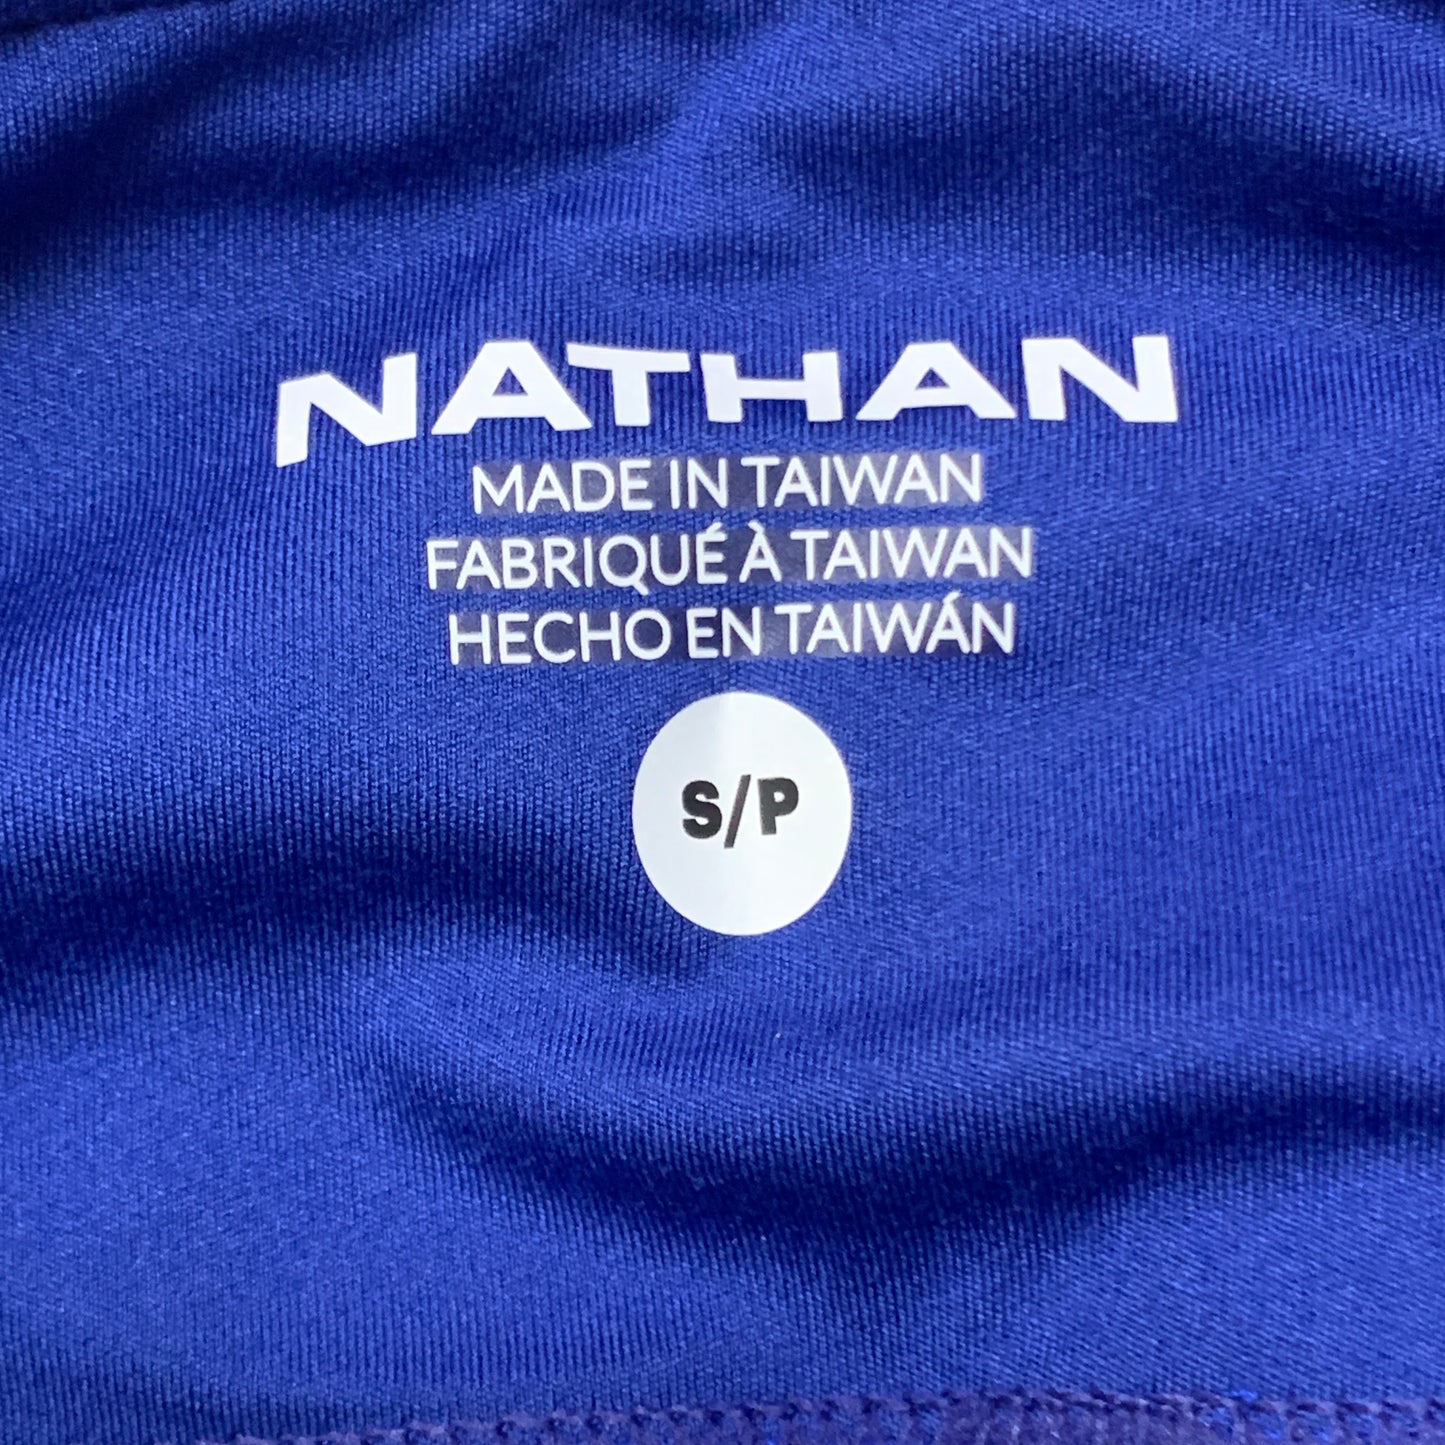 NATHAN
MADE IN TAIWAN
FABRIQUÉ À TAIWAN
HECHO EN TAIWÁN
S/P